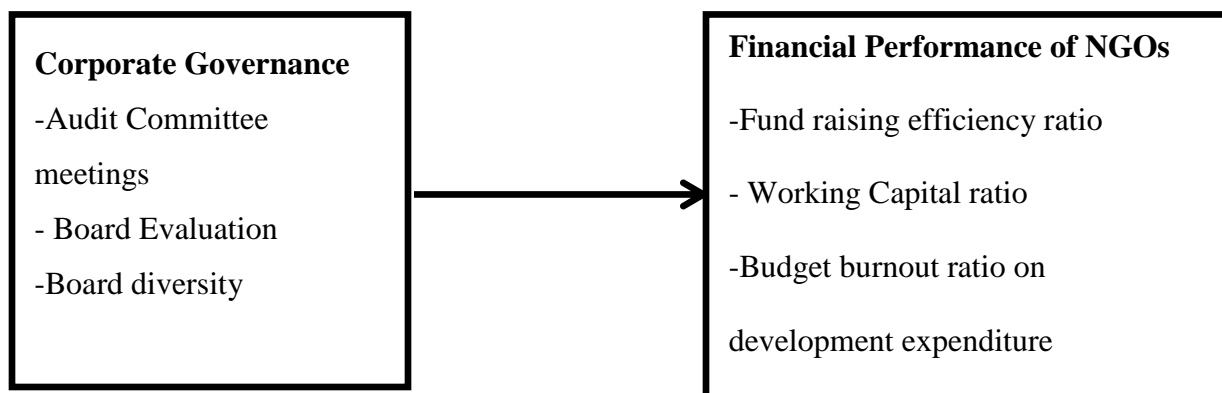 Corporate Governance
-Audit Committee
meetings
- Board Evaluation
-Board diversity
Financial Performance of NGOs
-Fund raising efficiency ratio
- Working Capital ratio
-Budget burnout ratio on
development expenditure